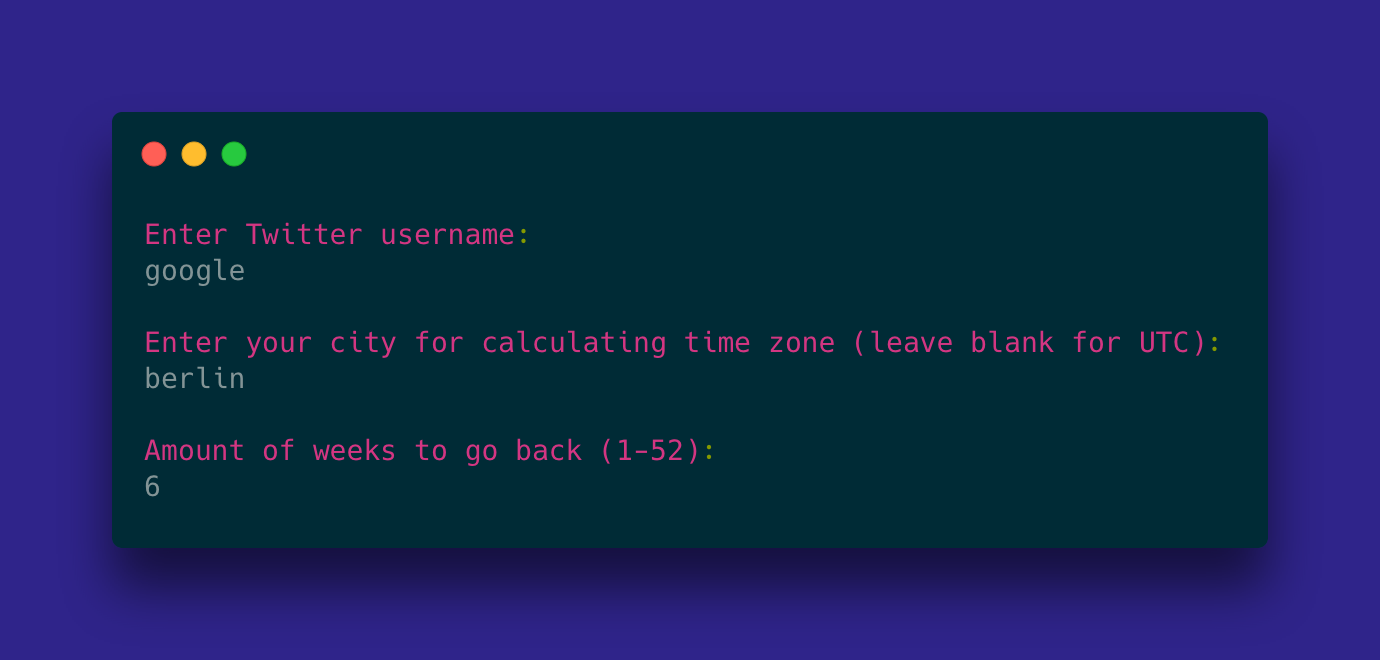 Enter Twitter username:
google
Enter your city for calculating time zone (leave blank for UTC):
berlin
Amount of weeks to go back (1-52):
6